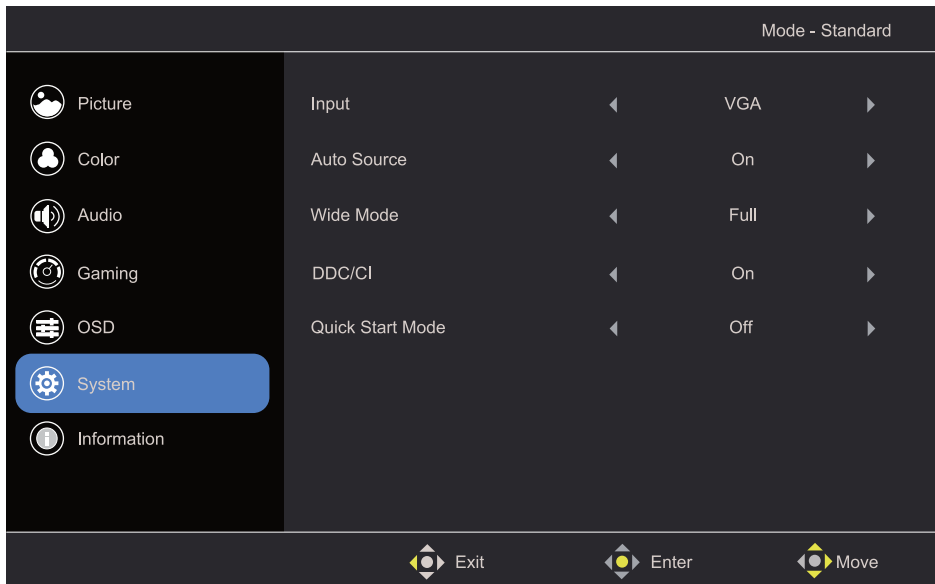 Mode - Standard
Picture
Color
Audio
Gaming
OSD
System
Information
Input VGA
Auto Source On
Wide Mode Full
DDC/CI On
Quick Start Mode Off
Exit Enter Move